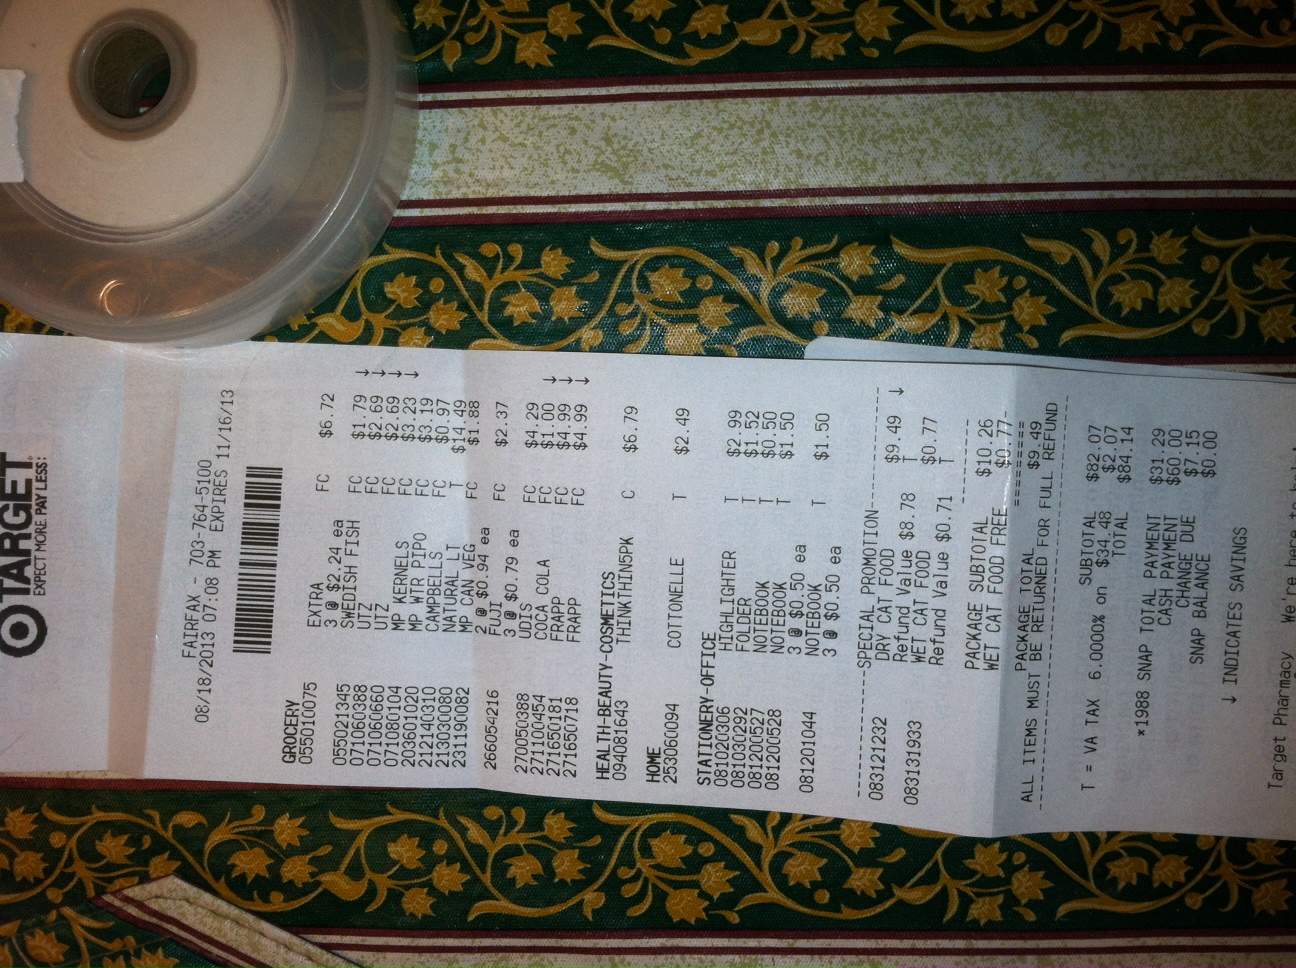 TARGET
EXPECT MORE PAY LESS.
FAIRFAX - 703-764-5100
08/18/2013 07:08 PM EXPIRES 11/16/13
GROCERY
055010075 EXTRA FC $6.72
3 @ $2.24 ea
055021345 SWEDISH FISH FC $1.79
071060388 UTZ FC $2.69 ↓
071060660 UTZ FC $2.69 ↓
071080104 MP KERNELS FC $2.69 ↓
203601020 MP WTR PIPO FC $3.23 ↓
212140310 CAMPBELLS FC $3.19
213030080 NATURAL LT FC $0.97
231190082 MP CAN VEG T $14.49
FC $1.88
2 @ $0.94 ea
266054216 FUJI FC $2.37
3 @ $0.79 ea
270050388 UDIS FC $4.29
271100454 COCA COLA FC $1.00 ↓
271650181 FRAPP FC $4.99 ↓
271650718 FRAPP FC $4.99 ↓
HEALTH-BEAUTY-COSMETICS
094081643 THINKTHIN5PK C $6.79
HOME
253060094 COTTONELLE T $2.49
STATIONERY-OFFICE
081020306 HIGHLIGHTER T $2.99
081030292 FOLDER T $1.52
081200527 NOTEBOOK T $0.50
081200528 NOTEBOOK T $1.50
3 @ $0.50 ea
081201044 NOTEBOOK T $1.50
3 @ $0.50 ea
--------SPECIAL PROMOTION--------
083121232 DRY CAT FOOD T $9.49 ↓
Refund Value $8.78
083131933 WET CAT FOOD T $0.77
Refund Value $0.71
PACKAGE SUBTOTAL $10.26
WET CAT FOOD FREE $0.77
PACKAGE TOTAL $9.49
ALL ITEMS MUST BE RETURNED FOR FULL REFUND
SUBTOTAL $82.07
T = VA TAX 6.0000% on $34.48 $2.07
TOTAL $84.14
*1988 SNAP TOTAL PAYMENT $31.29
CASH PAYMENT $60.00
CHANGE DUE $7.15
SNAP BALANCE $0.00
↓ INDICATES SAVINGS
Target Pharmacy We're here to help!